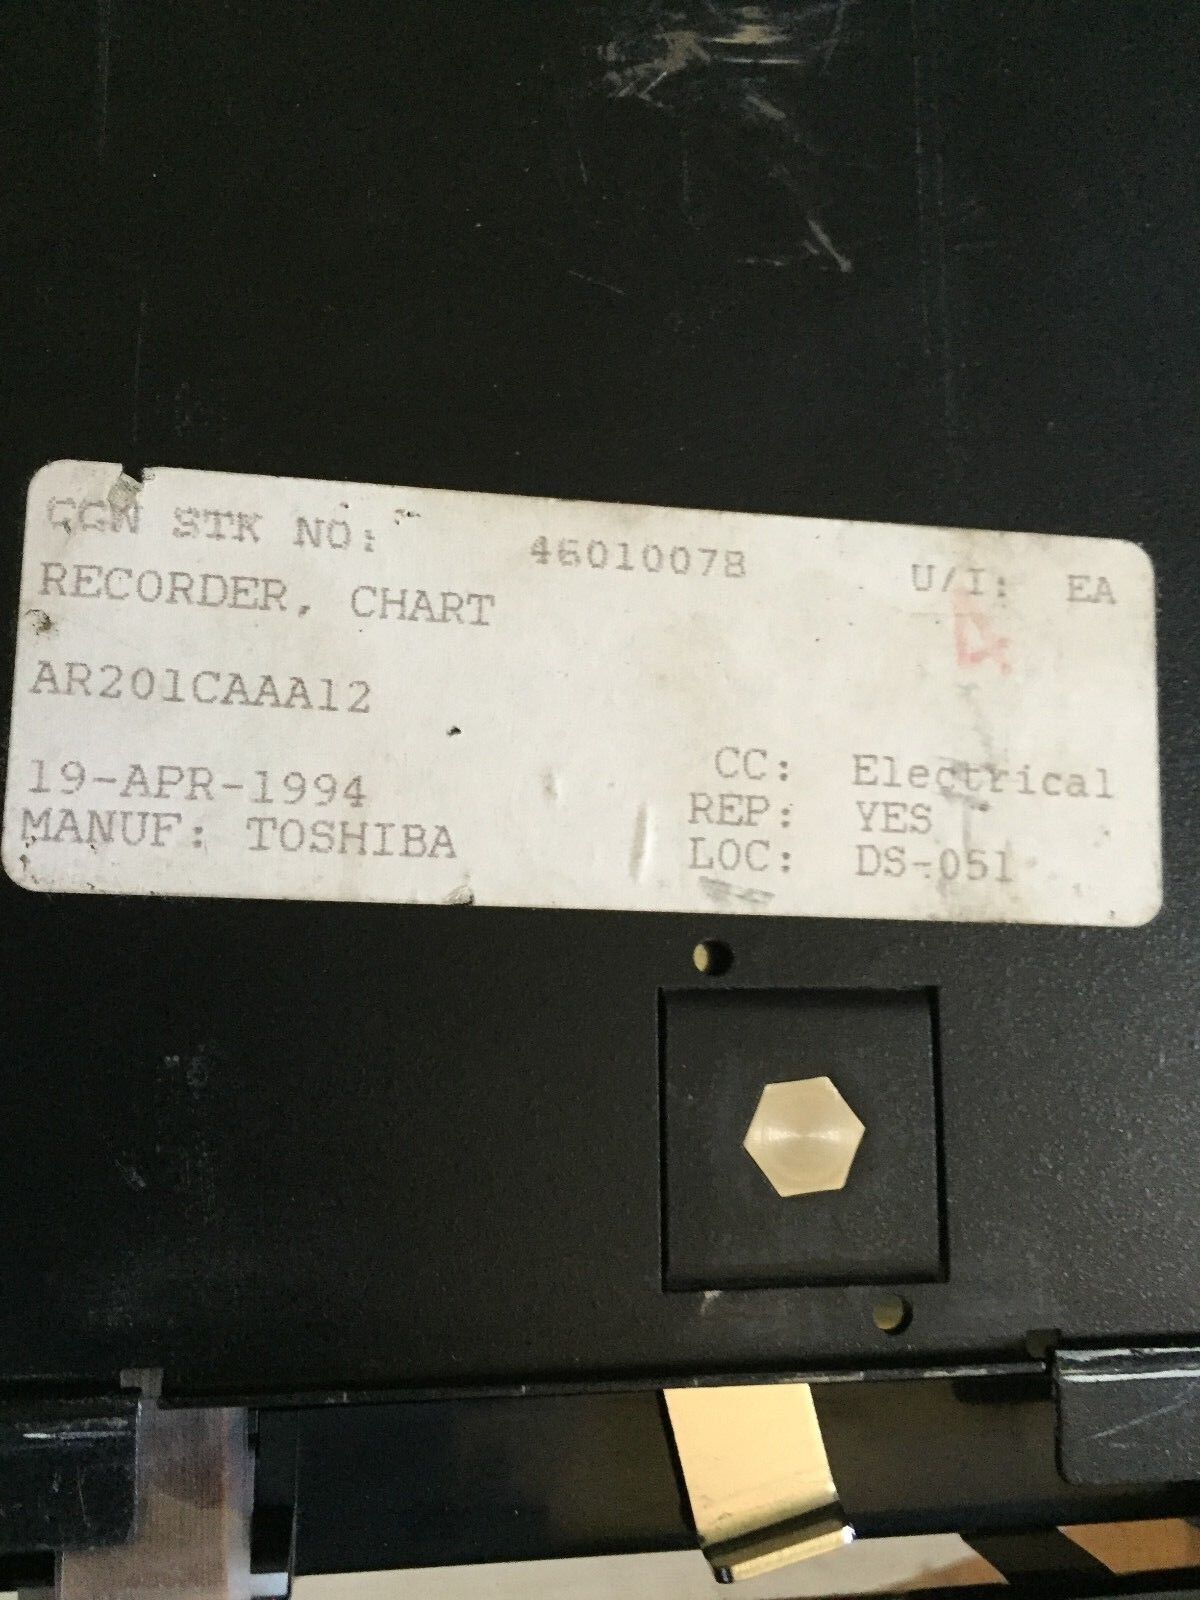 CGW STK NO: 46010078 U/I: EA
RECORDER, CHART
AR201CAAA12
19-APR-1994 CC: Electrical
MANUF: TOSHIBA REP: YES
LOC: DS-051